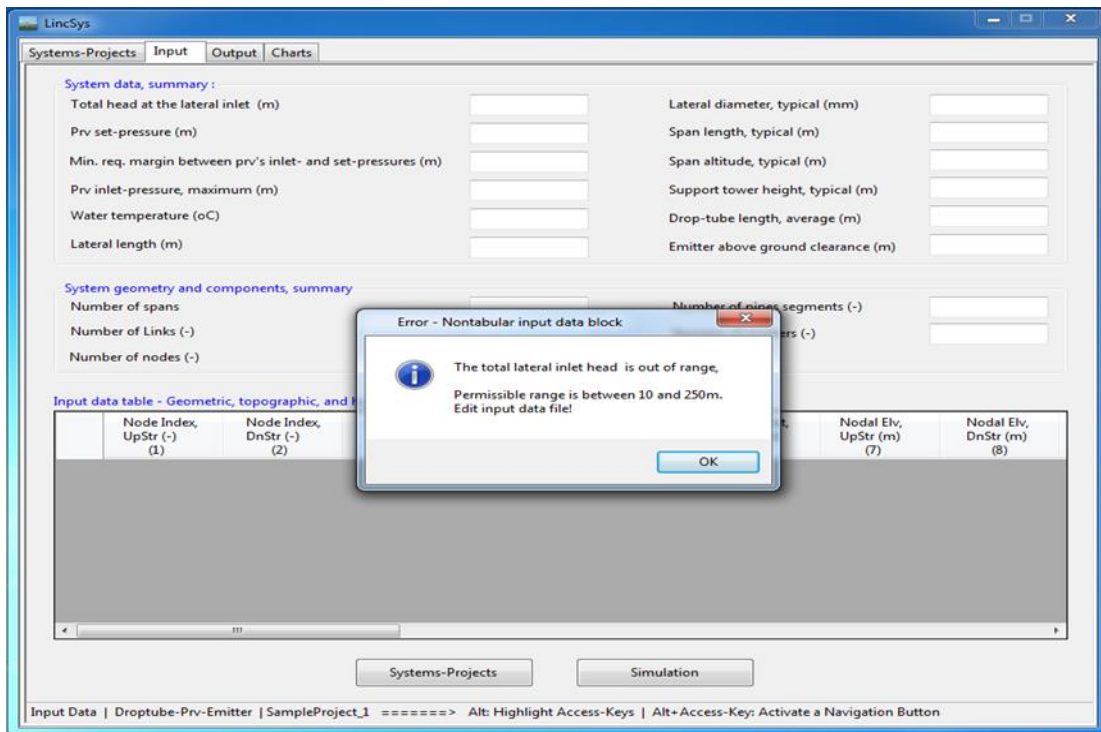 LincSys
Systems-Projects Input Output Charts
System data, summary :
Total head at the lateral inlet (m)
Prv set-pressure (m)
Min. req. margin between prv's inlet- and set-pressures (m)
Prv inlet-pressure, maximum (m)
Water temperature (oC)
Lateral length (m)
Lateral diameter, typical (mm)
Span length, typical (m)
Span altitude, typical (m)
Support tower height, typical (m)
Drop-tube length, average (m)
Emitter above ground clearance (m)
System geometry and components, summary
Number of spans
Number of Links (-)
Number of nodes (-)
Number of pipes segments (-)
ers (-)
Error - Nontabular input data block
The total lateral inlet head is out of range,
Permissible range is between 10 and 250m.
Edit input data file!
OK
Input data table - Geometric, topographic, and
Node Index,
UpStr (-)
(1)
Node Index,
DnStr (-)
(2)
Nodal Elv,
UpStr (m)
(7)
Nodal Elv,
DnStr (m)
(8)
Systems-Projects Simulation
Input Data | Droptube-Prv-Emitter | SampleProject_1 =======> Alt: Highlight Access-Keys | Alt+Access-Key: Activate a Navigation Button